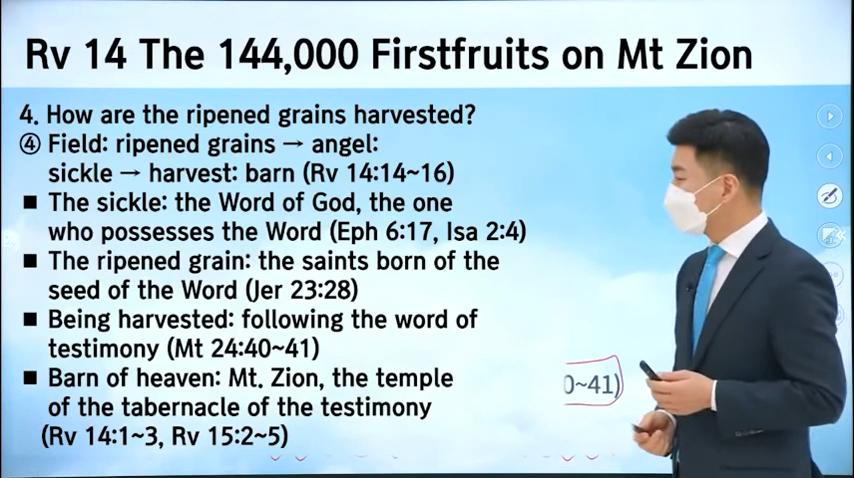 Rv 14 The 144,000 Firstfruits on Mt Zion
4. How are the ripened grains harvested?
④ Field: ripened grains → angel:
sickle → harvest: barn (Rv 14:14~16)
■ The sickle: the Word of God, the one
who possesses the Word (Eph 6:17, Isa 2:4)
■ The ripened grain: the saints born of the
seed of the Word (Jer 23:28)
■ Being harvested: following the word of
testimony (Mt 24:40~41)
0~41)
■ Barn of heaven: Mt. Zion, the temple
of the tabernacle of the testimony
(Rv 14:1~3, Rv 15:2~5)